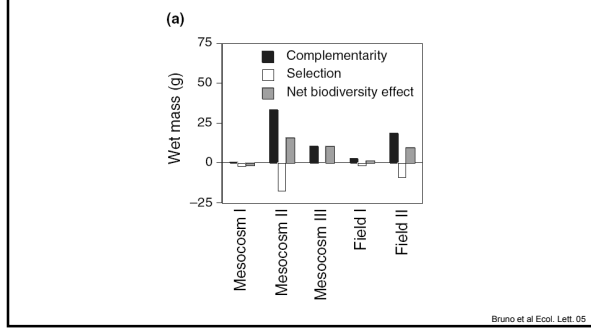 (a)
75
50
25
0
−25
Wet mass (g)
Complementarity
Selection
Net biodiversity effect
Mesocosm I
Mesocosm II
Mesocosm III
Field I
Field II
Bruno et al Ecol. Lett. 05